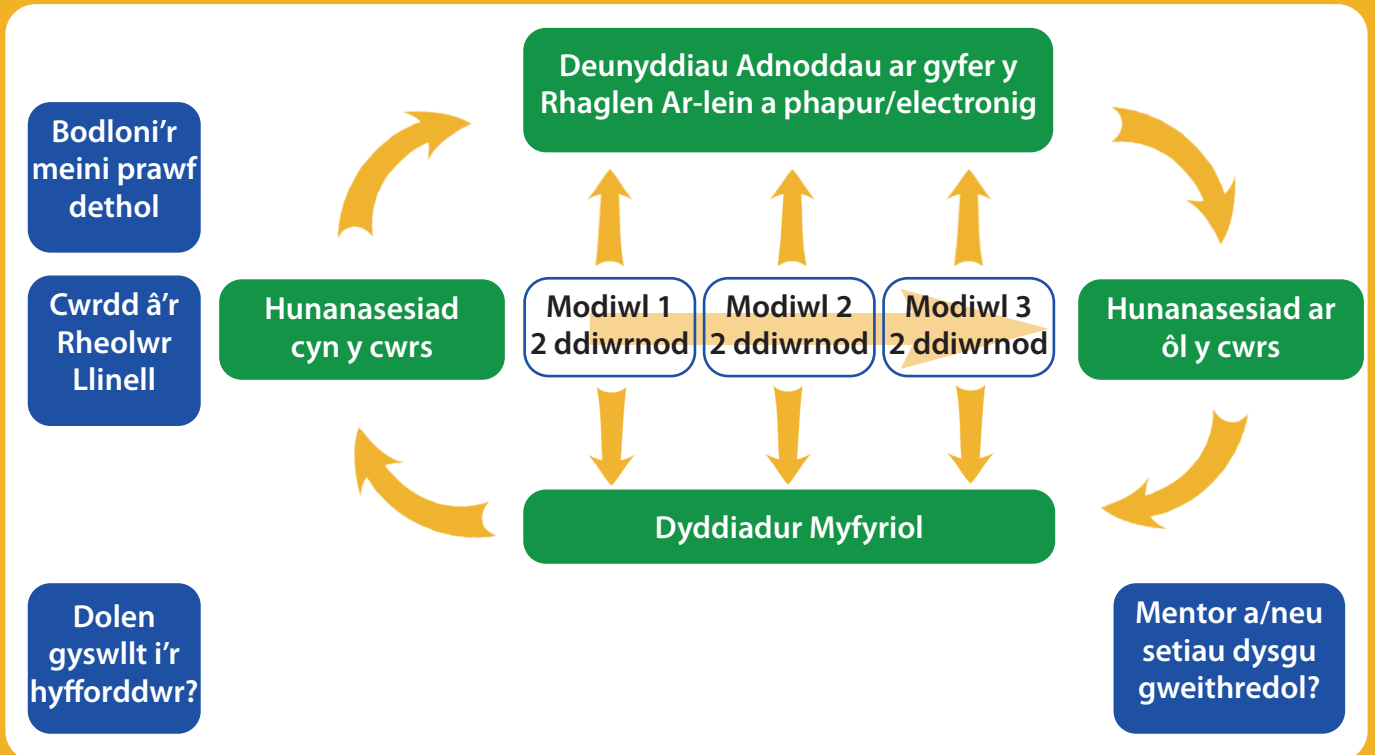 Deunyddiau Adnoddau ar gyfer y
Rhaglen Ar-lein a phapur/electronig
Bodloni’r
meini prawf
dethol
Cwrdd â’r
Rheolwr
Llinell
Hunanasesiad
cyn y cwrs
Modiwl 1
2 ddiwrnod
Modiwl 2
2 ddiwrnod
Modiwl 3
2 ddiwrnod
Hunanasesiad ar
ôl y cwrs
Dyddiadur Myfyriol
Dolen
gyswllt i’r
hyfforddwr?
Mentor a/neu
setiau dysgu
gweithredol?